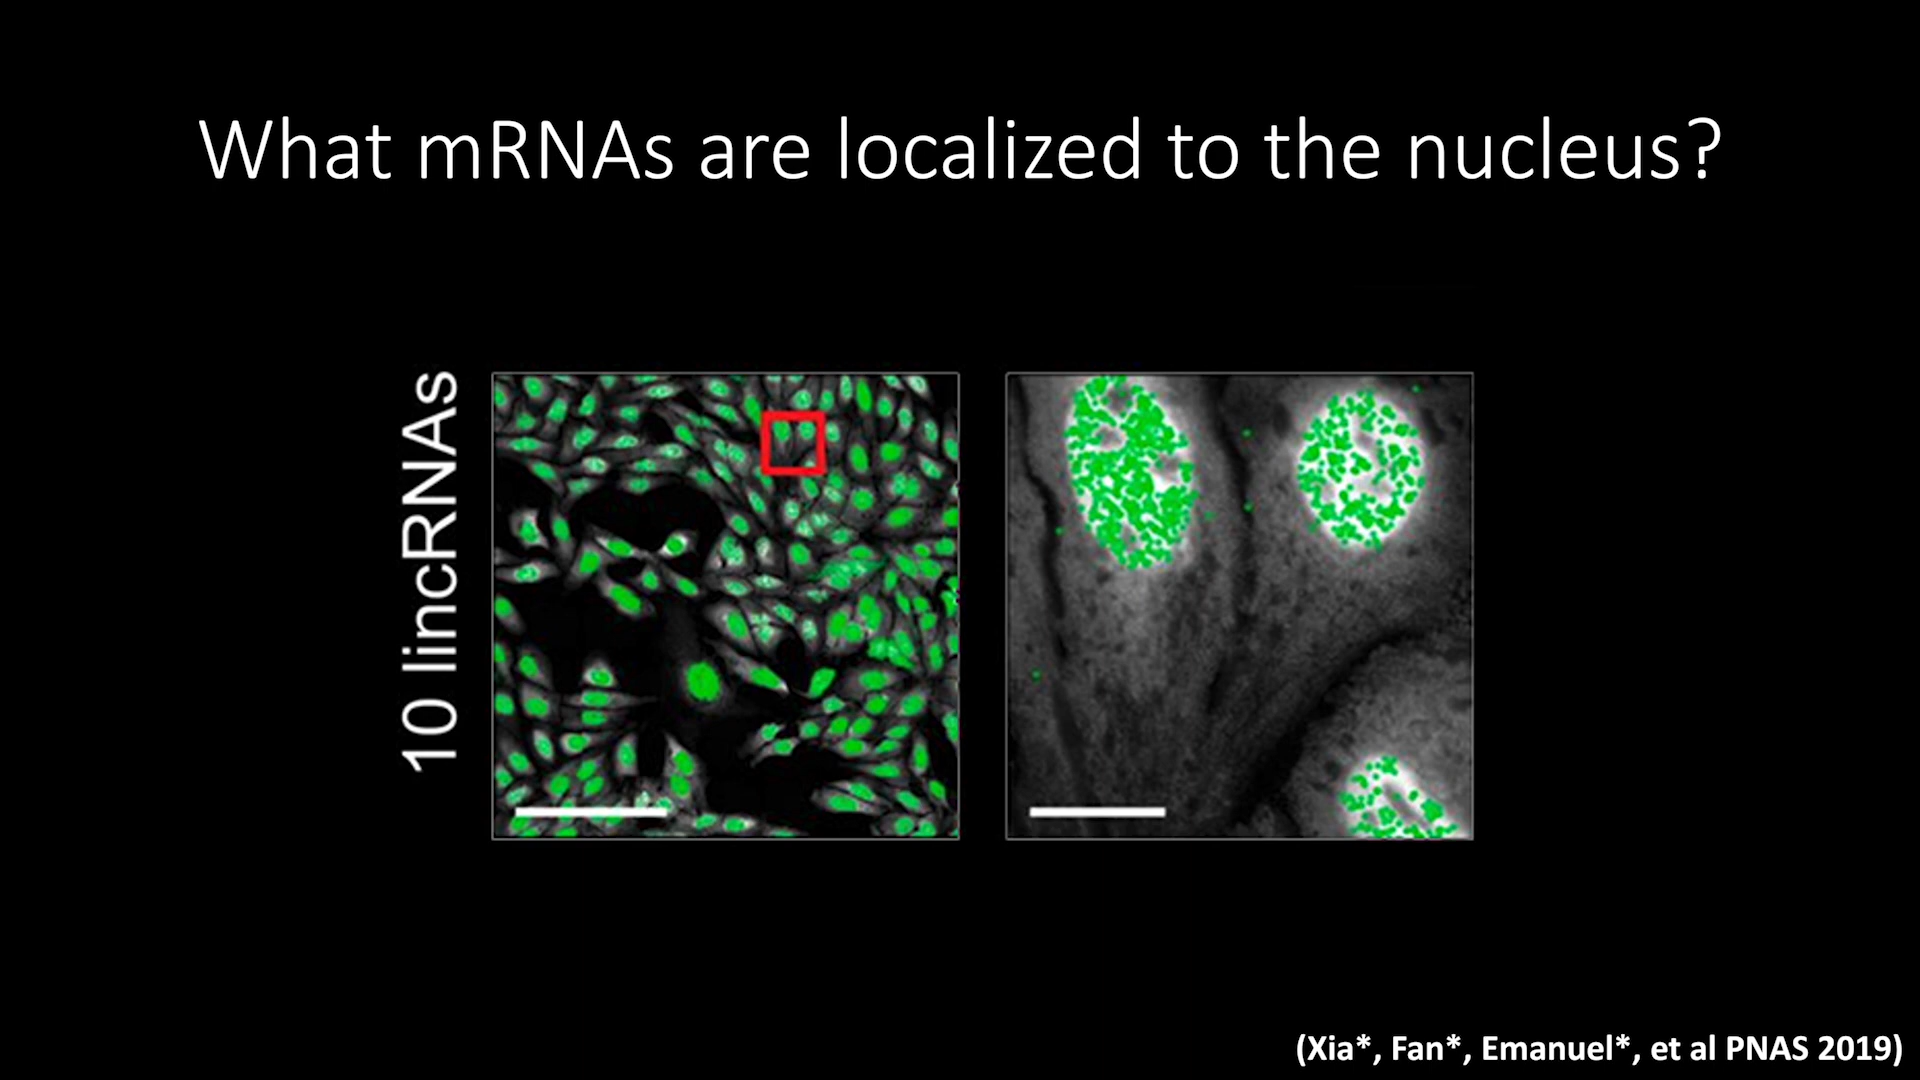 What mRNAs are localized to the nucleus?
10 lincRNAs
(Xia*, Fan*, Emanuel*, et al PNAS 2019)